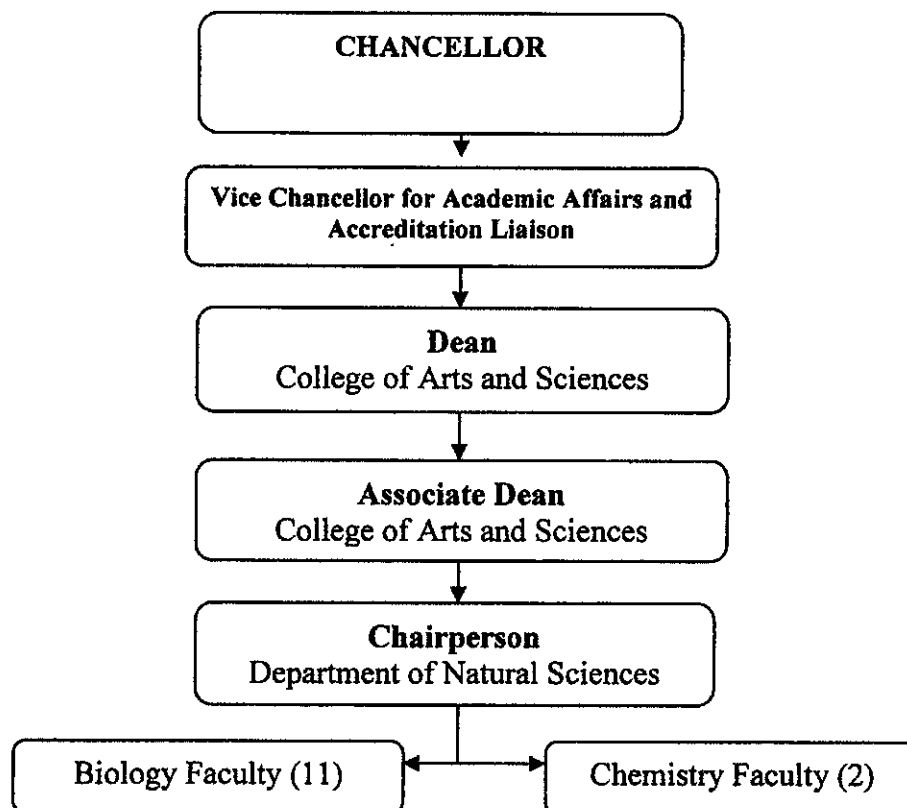 CHANCELLOR
Vice Chancellor for Academic Affairs and
Accreditation Liaison
Dean
College of Arts and Sciences
Associate Dean
College of Arts and Sciences
Chairperson
Department of Natural Sciences
Biology Faculty (11)
Chemistry Faculty (2)